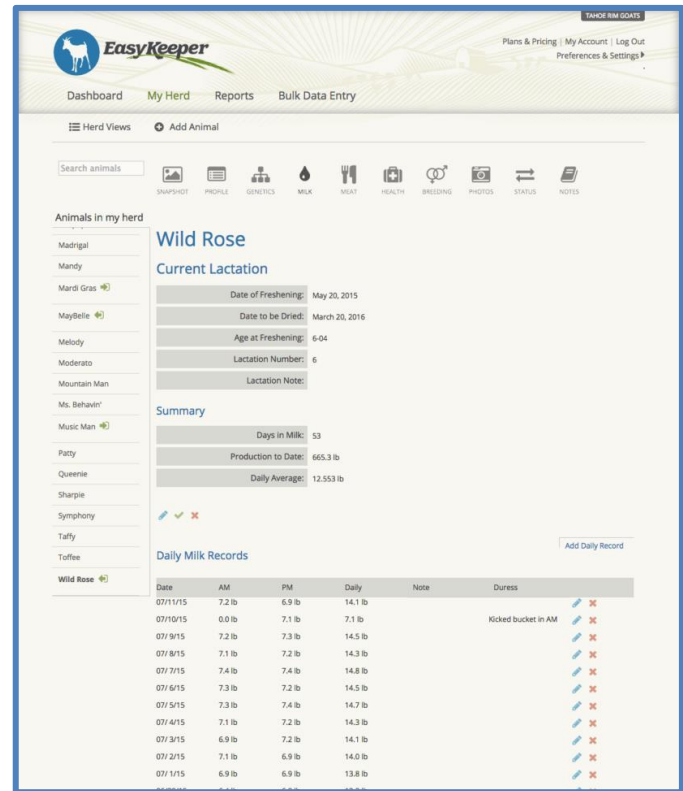 TAHOE RIM GOATS
EasyKeeper
Plans & Pricing | My Account | Log Out
Preferences & Settings
Dashboard My Herd Reports Bulk Data Entry
Herd Views Add Animal
Search animals
SNAPSHOT PROFILE GENETICS MILK MEAT HEALTH BREEDING PHOTOS STATUS NOTES
Animals in my herd
Madrigal
Mandy
Mardi Gras
MayBelle
Melody
Moderato
Mountain Man
Ms. Behavin'
Music Man
Patty
Queenie
Sharpie
Symphony
Taffy
Toffee
Wild Rose
Wild Rose
Current Lactation
Date of Freshening: May 20, 2015
Date to be Dried: March 20, 2016
Age at Freshening: 6-04
Lactation Number: 6
Lactation Note:
Summary
Days in Milk: 53
Production to Date: 665.3 lb
Daily Average: 12.553 lb
Add Daily Record
Daily Milk Records
Date AM PM Daily Note Duress
07/11/15 7.2 lb 6.9 lb 14.1 lb
07/10/15 0.0 lb 7.1 lb 7.1 lb Kicked bucket in AM
07/ 9/15 7.2 lb 7.3 lb 14.5 lb
07/ 8/15 7.1 lb 7.2 lb 14.3 lb
07/ 7/15 7.4 lb 7.4 lb 14.8 lb
07/ 6/15 7.3 lb 7.2 lb 14.5 lb
07/ 5/15 7.3 lb 7.4 lb 14.7 lb
07/ 4/15 7.1 lb 7.2 lb 14.3 lb
07/ 3/15 6.9 lb 7.2 lb 14.1 lb
07/ 2/15 7.1 lb 6.9 lb 14.0 lb
07/ 1/15 6.9 lb 6.9 lb 13.8 lb